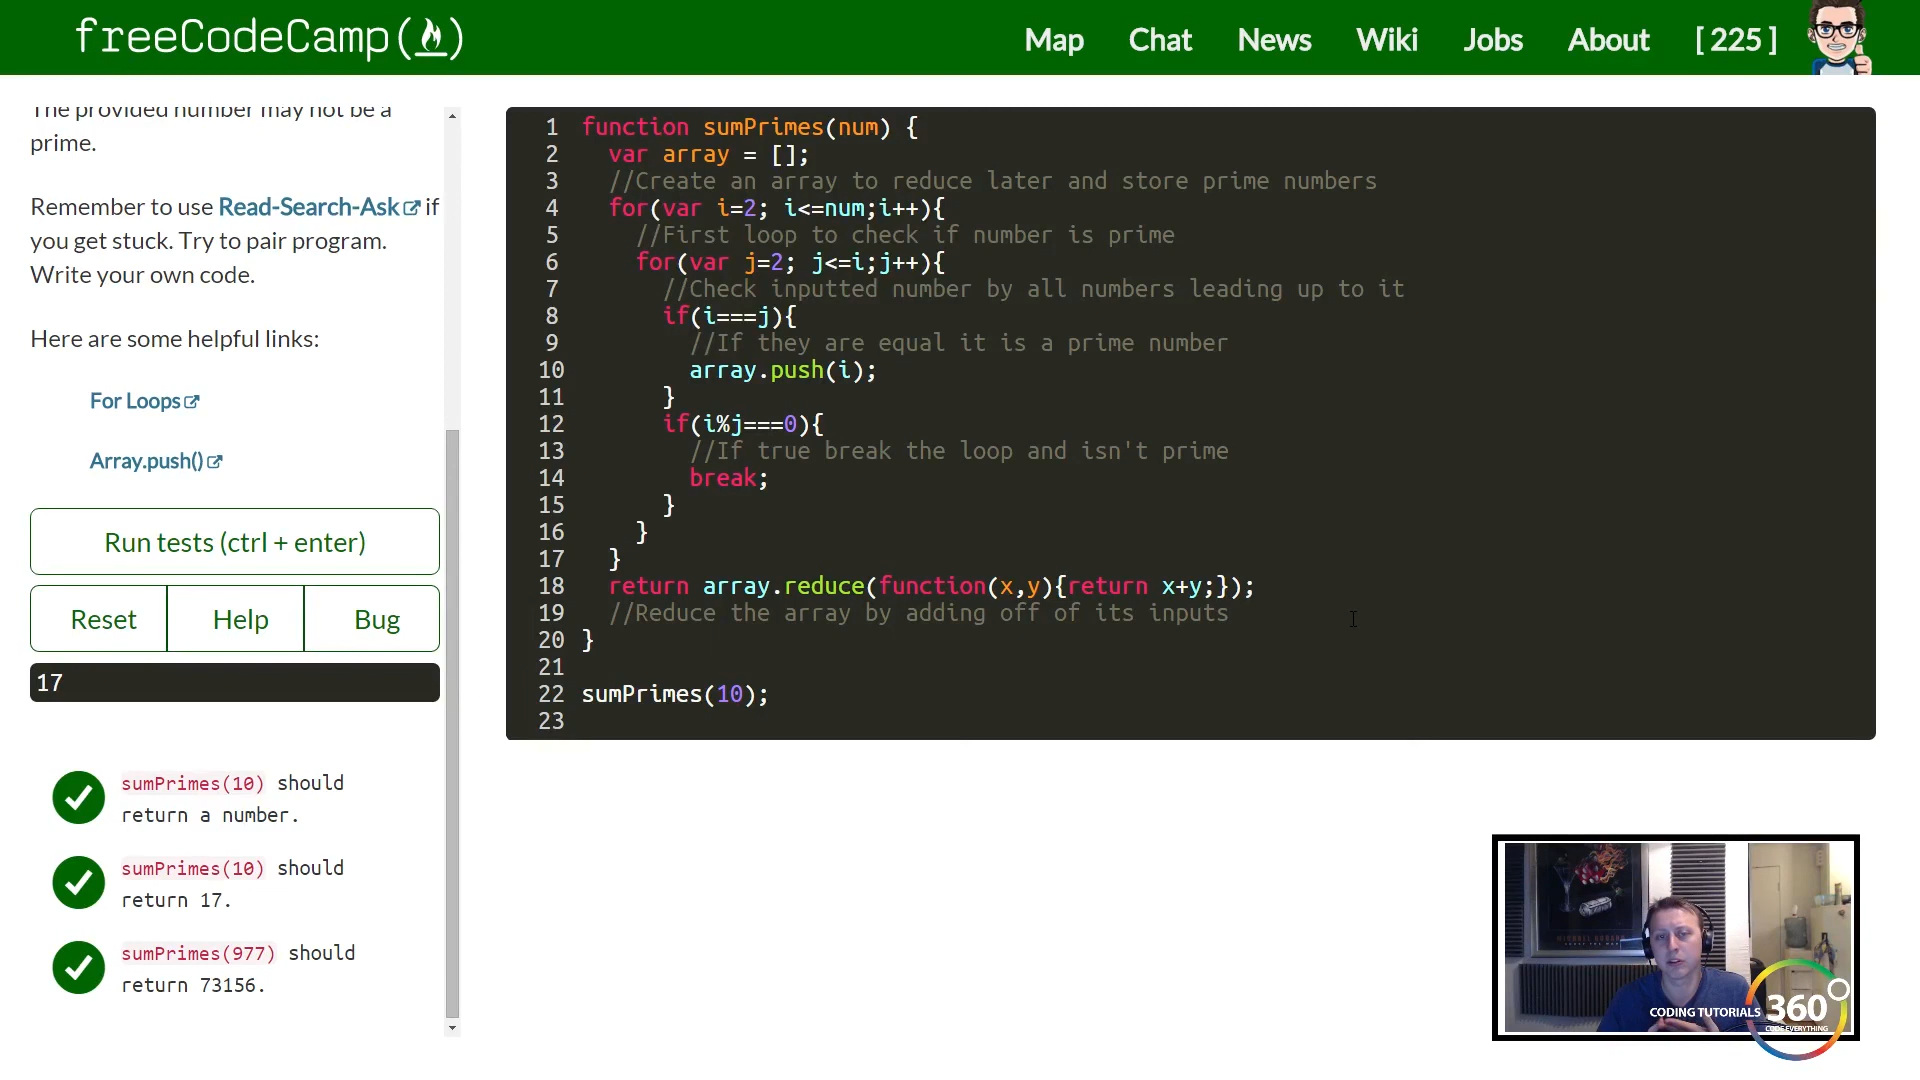 freeCodeCamp
Map Chat News Wiki Jobs About [ 225 ]
The provided number may not be a
prime.
Remember to use Read-Search-Ask if
you get stuck. Try to pair program.
Write your own code.
Here are some helpful links:
For Loops
Array.push()
Run tests (ctrl + enter)
Reset Help Bug
17
sumPrimes(10) should
return a number.
sumPrimes(10) should
return 17.
sumPrimes(977) should
return 73156.
1 function sumPrimes(num) {
2 var array = [];
3 //Create an array to reduce later and store prime numbers
4 for(var i=2; i<=num;i++){
5 //First loop to check if number is prime
6 for(var j=2; j<=i;j++){
7 //Check inputted number by all numbers leading up to it
8 if(i===j){
9 //If they are equal it is a prime number
10 array.push(i);
11 }
12 if(i%j===0){
13 //If true break the loop and isn't prime
14 break;
15 }
16 }
17 }
18 return array.reduce(function(x,y){return x+y;});
19 //Reduce the array by adding off of its inputs
20 }
21
22 sumPrimes(10);
23
CODING TUTORIALS 360
CODE EVERYTHING